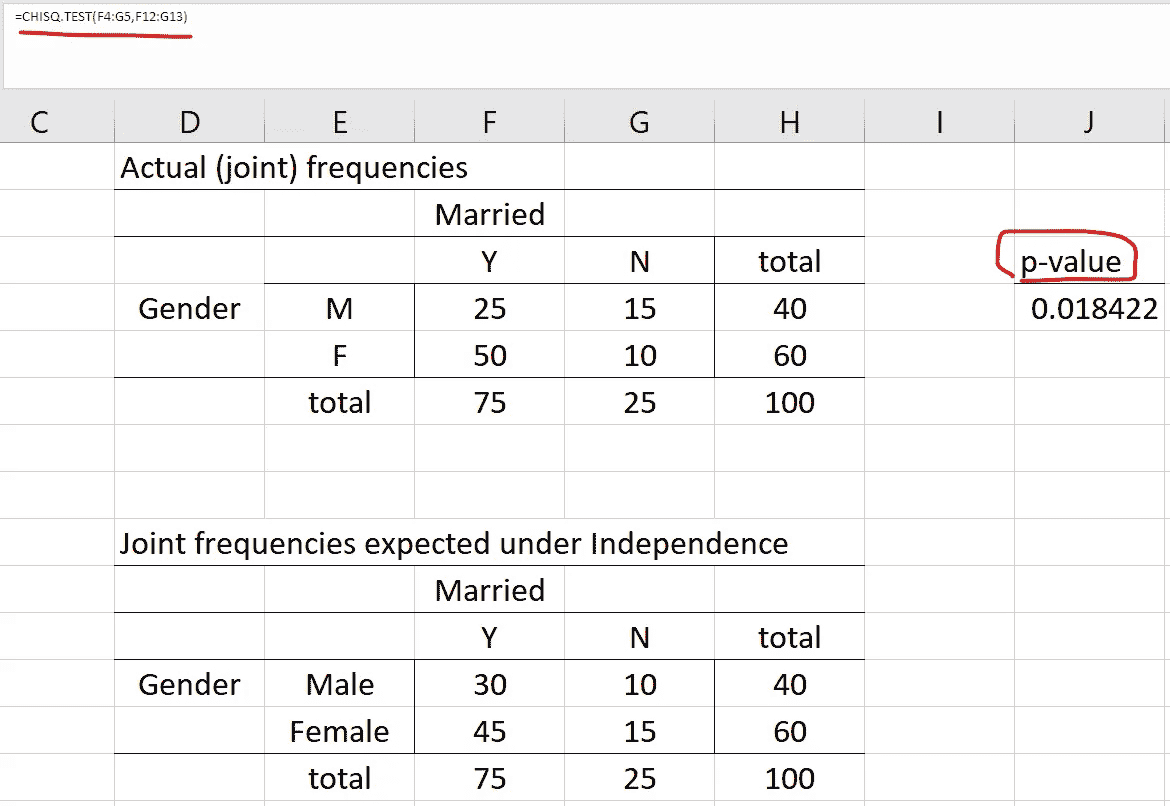 =CHISQ.TEST(F4:G5,F12:G13)
C D E F G H I J
Actual (joint) frequencies
Married
Y N total p-value
Gender M 25 15 40 0.018422
F 50 10 60
total 75 25 100
Joint frequencies expected under Independence
Married
Y N total
Gender Male 30 10 40
Female 45 15 60
total 75 25 100